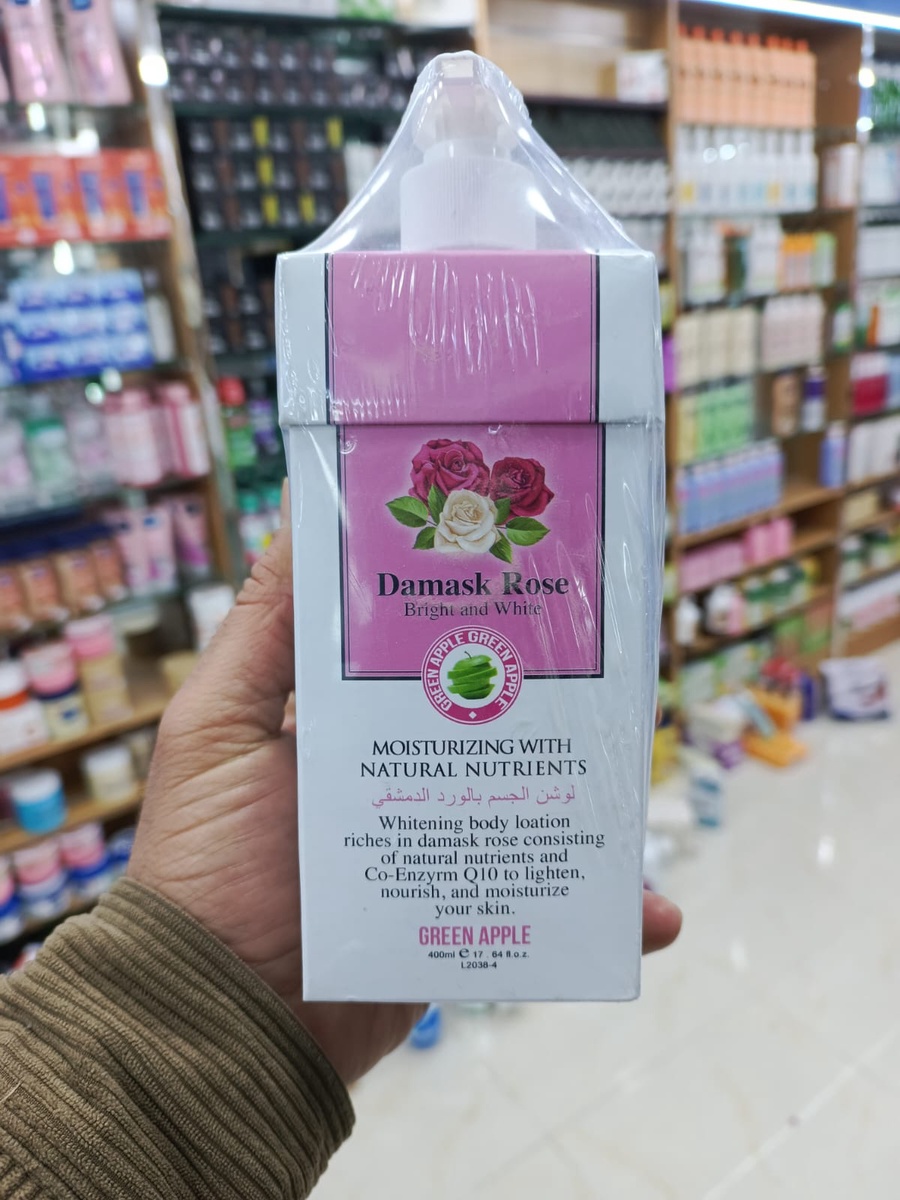 Damask Rose
Bright and White
GREEN APPLE GREEN APPLE
MOISTURIZING WITH
NATURAL NUTRIENTS
لوشن الجسم بالورد الدمشقي
Whitening body loation
riches in damask rose consisting
of natural nutrients and
Co-Enzyrm Q10 to lighten,
nourish, and moisturize
your skin.
GREEN APPLE
400ml e 17 . 64 fl.o.z.
L2038-4